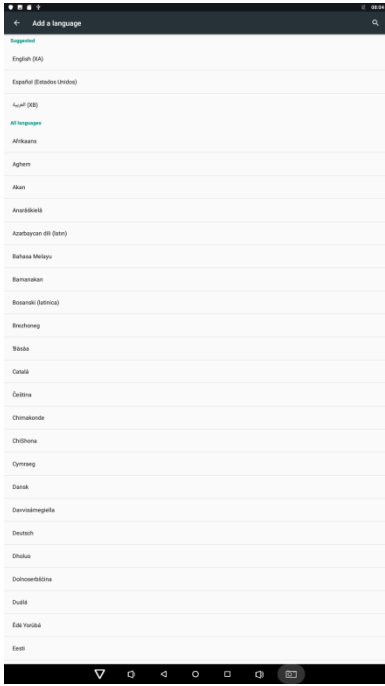 08:04
Add a language
Suggested
English (XA)
Español (Estados Unidos)
العربية (XB)
All languages
Afrikaans
Aghem
Akan
Anarâškielâ
Azərbaycan dili (latın)
Bahasa Melayu
Bamanakan
Bosanski (latinica)
Brezhoneg
Ɓàsàa
Català
Čeština
Chimakonde
ChiShona
Cymraeg
Dansk
Davvisámegiella
Deutsch
Dholuo
Dolnoserbšćina
Duálá
Èdè Yorùbá
Eesti